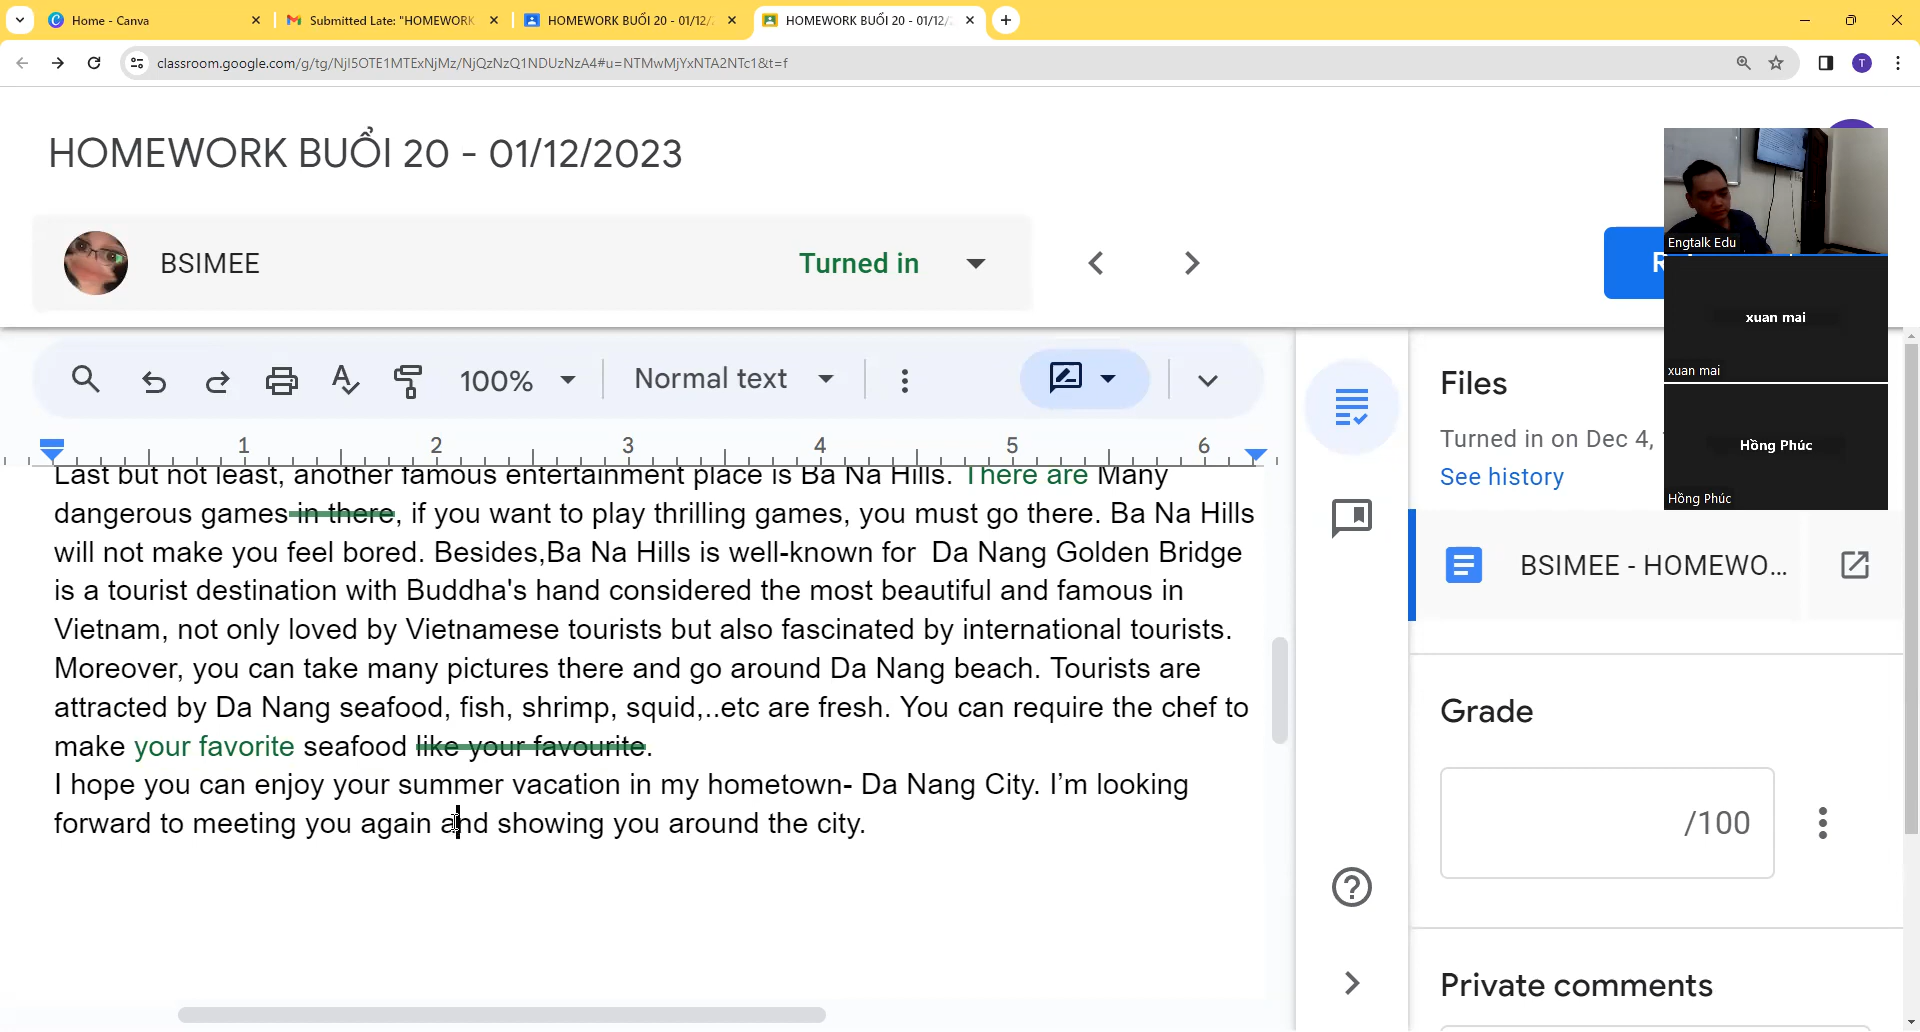 Home - Canva
Submitted Late: "HOMEWORK
HOMEWORK BUỔI 20 - 01/12/
HOMEWORK BUỔI 20 - 01/12/
classroom.google.com/g/tg/NjI5OTE1MTExNjMz/NjQzNzQ1NDUzNzA4#u=NTMwMjYxNTA2NTc1&t=f
T
HOMEWORK BUỔI 20 - 01/12/2023
BSIMEE
Turned in
Engtalk Edu
xuan mai
xuan mai
Hồng Phúc
Hồng Phúc
100%
Normal text
1 2 3 4 5 6
Last but not least, another famous entertainment place is Ba Na Hills. There are Many
dangerous games in there, if you want to play thrilling games, you must go there. Ba Na Hills
will not make you feel bored. Besides,Ba Na Hills is well-known for Da Nang Golden Bridge
is a tourist destination with Buddha's hand considered the most beautiful and famous in
Vietnam, not only loved by Vietnamese tourists but also fascinated by international tourists.
Moreover, you can take many pictures there and go around Da Nang beach. Tourists are
attracted by Da Nang seafood, fish, shrimp, squid,..etc are fresh. You can require the chef to
make your favorite seafood like your favourite.
I hope you can enjoy your summer vacation in my hometown- Da Nang City. I’m looking
forward to meeting you again and showing you around the city.
Files
Turned in on Dec 4,
See history
BSIMEE - HOMEWO...
Grade
/100
Private comments